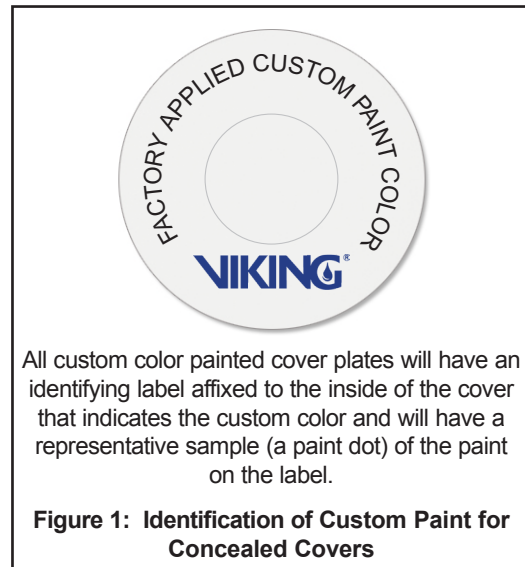 FACTORY APPLIED CUSTOM PAINT COLOR
VIKING®
All custom color painted cover plates will have an
identifying label affixed to the inside of the cover
that indicates the custom color and will have a
representative sample (a paint dot) of the paint
on the label.
Figure 1: Identification of Custom Paint for
Concealed Covers